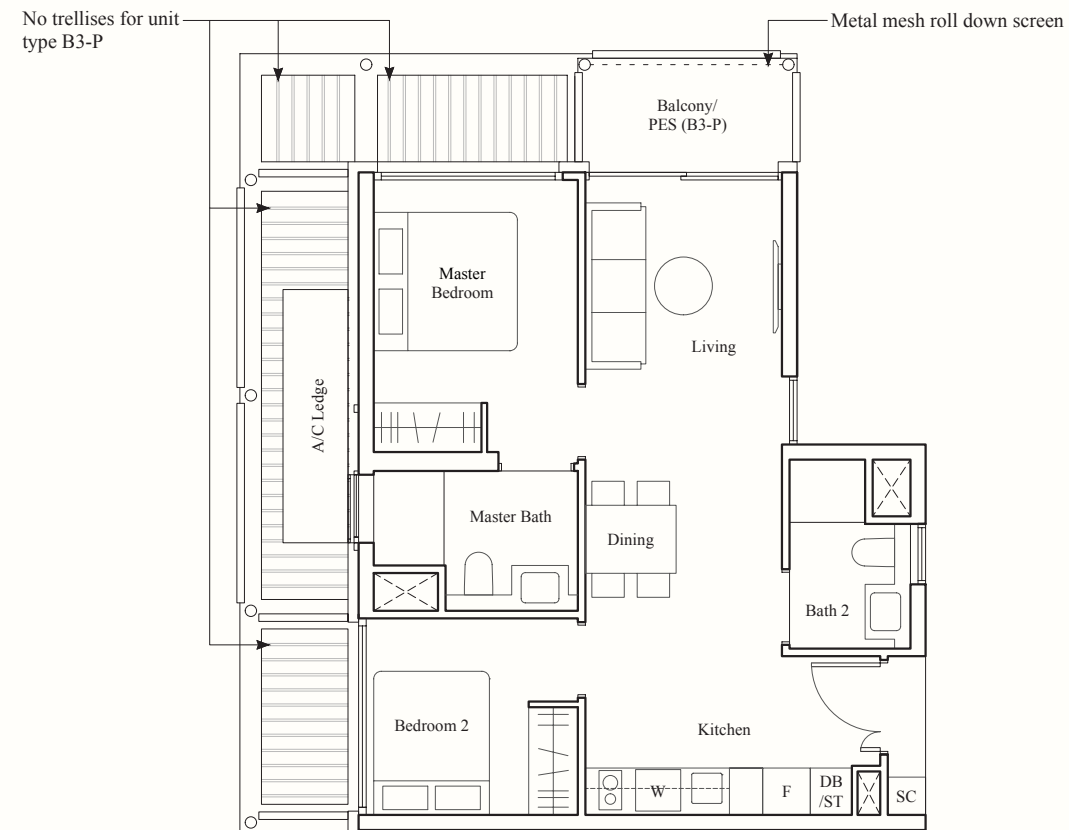 No trellises for unit
type B3-P
Metal mesh roll down screen
Balcony/
PES (B3-P)
Master
Bedroom
Living
A/C Ledge
Master Bath
Dining
Bath 2
Bedroom 2
Kitchen
W
F
DB
/ST
SC